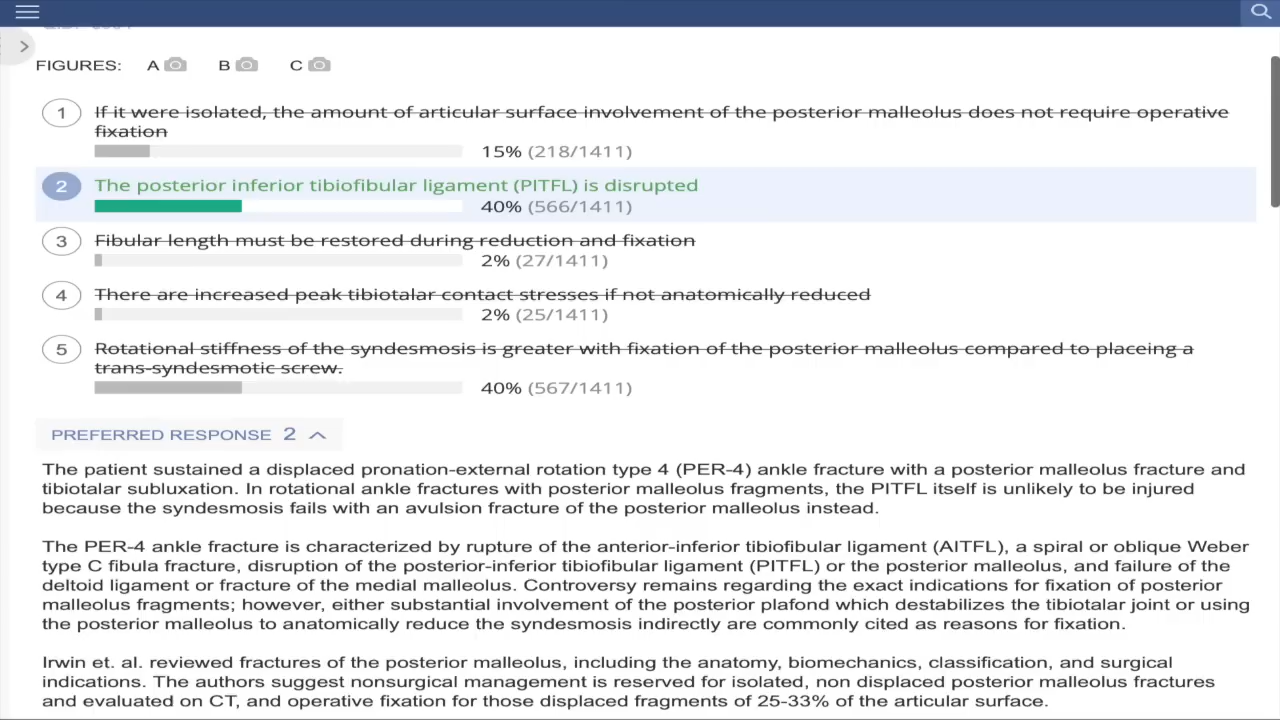 FIGURES: A B C
1 If it were isolated, the amount of articular surface involvement of the posterior malleolus does not require operative
fixation
15% (218/1411)
2 The posterior inferior tibiofibular ligament (PITFL) is disrupted
40% (566/1411)
3 Fibular length must be restored during reduction and fixation
2% (27/1411)
4 There are increased peak tibiotalar contact stresses if not anatomically reduced
2% (25/1411)
5 Rotational stiffness of the syndesmosis is greater with fixation of the posterior malleolus compared to placeing a
trans-syndesmotic screw.
40% (567/1411)
PREFERRED RESPONSE 2
The patient sustained a displaced pronation-external rotation type 4 (PER-4) ankle fracture with a posterior malleolus fracture and
tibiotalar subluxation. In rotational ankle fractures with posterior malleolus fragments, the PITFL itself is unlikely to be injured
because the syndesmosis fails with an avulsion fracture of the posterior malleolus instead.
The PER-4 ankle fracture is characterized by rupture of the anterior-inferior tibiofibular ligament (AITFL), a spiral or oblique Weber
type C fibula fracture, disruption of the posterior-inferior tibiofibular ligament (PITFL) or the posterior malleolus, and failure of the
deltoid ligament or fracture of the medial malleolus. Controversy remains regarding the exact indications for fixation of posterior
malleolus fragments; however, either substantial involvement of the posterior plafond which destabilizes the tibiotalar joint or using
the posterior malleolus to anatomically reduce the syndesmosis indirectly are commonly cited as reasons for fixation.
Irwin et. al. reviewed fractures of the posterior malleolus, including the anatomy, biomechanics, classification, and surgical
indications. The authors suggest nonsurgical management is reserved for isolated, non displaced posterior malleolus fractures
and evaluated on CT, and operative fixation for those displaced fragments of 25-33% of the articular surface.